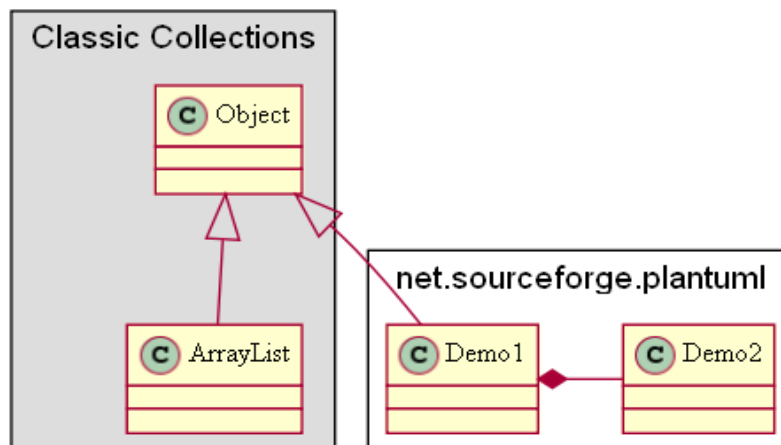 Classic Collections
C Object
net.sourceforge.plantuml
C ArrayList
C Demo1
C Demo2